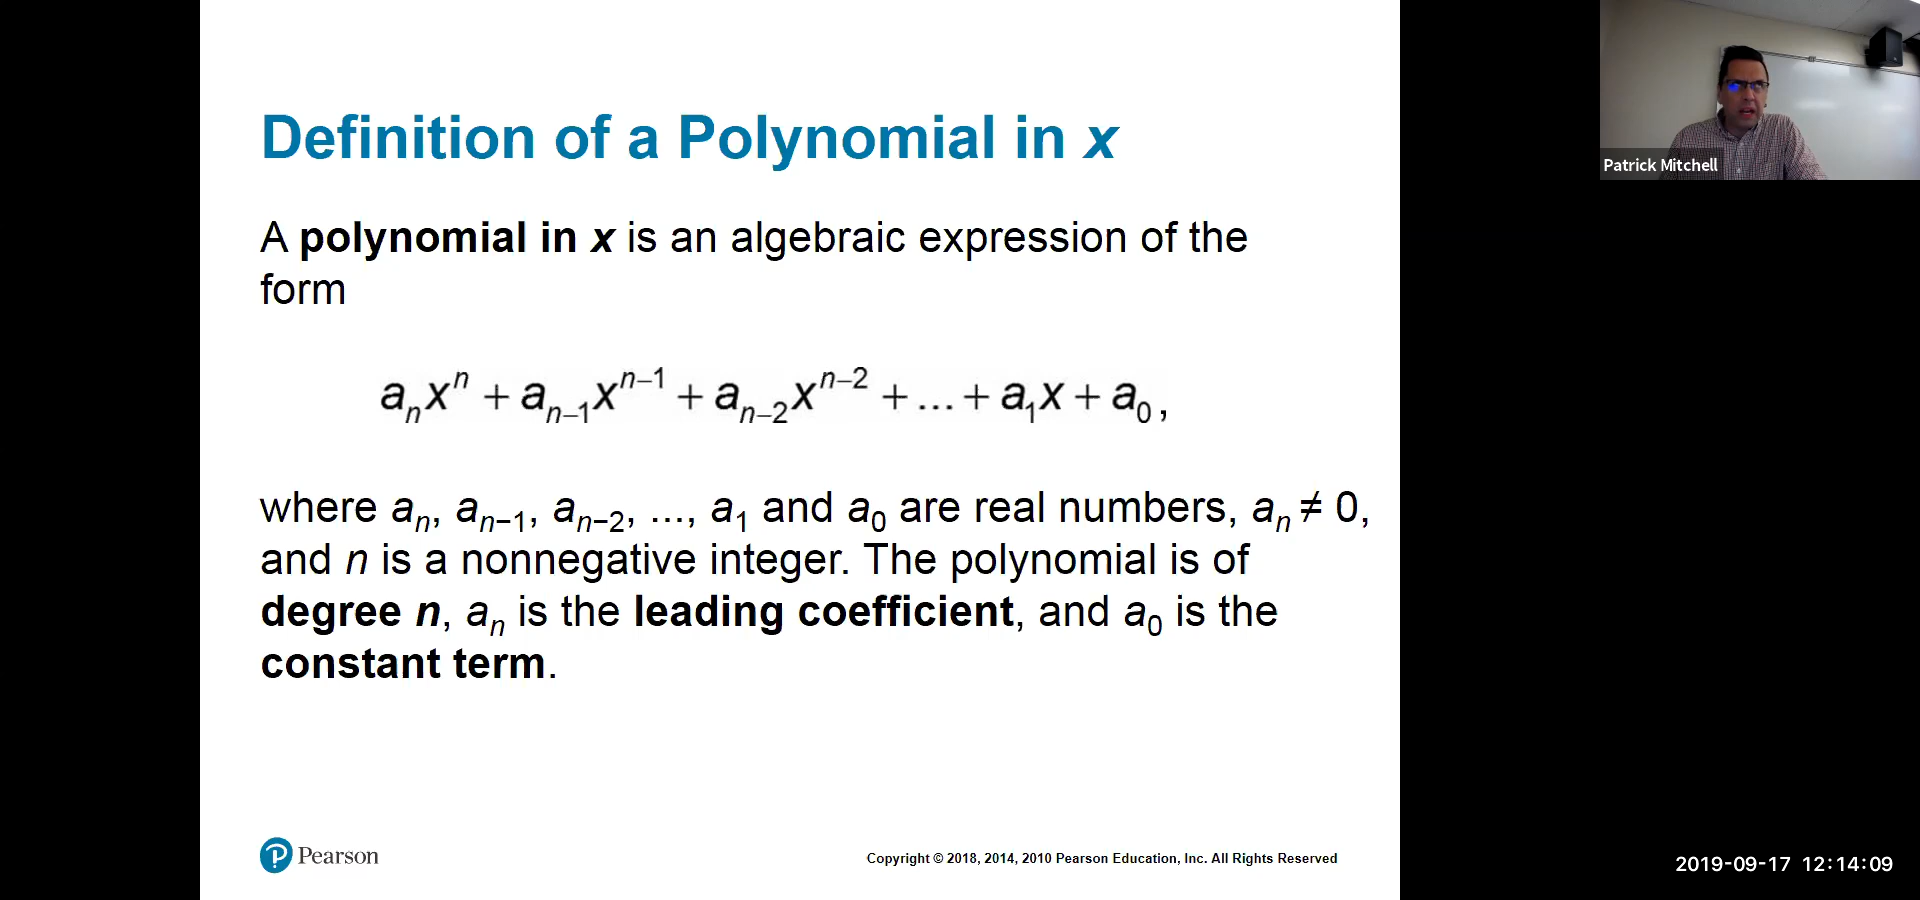 Definition of a Polynomial in x
A polynomial in x is an algebraic expression of the
form
aₙxⁿ + aₙ₋₁xⁿ⁻¹ + aₙ₋₂xⁿ⁻² + ... + a₁x + a₀,
where aₙ, aₙ₋₁, aₙ₋₂, ..., a₁ and a₀ are real numbers, aₙ ≠ 0,
and n is a nonnegative integer. The polynomial is of
degree n, aₙ is the leading coefficient, and a₀ is the
constant term.
Pearson
Copyright © 2018, 2014, 2010 Pearson Education, Inc. All Rights Reserved
Patrick Mitchell
2019-09-17 12:14:09